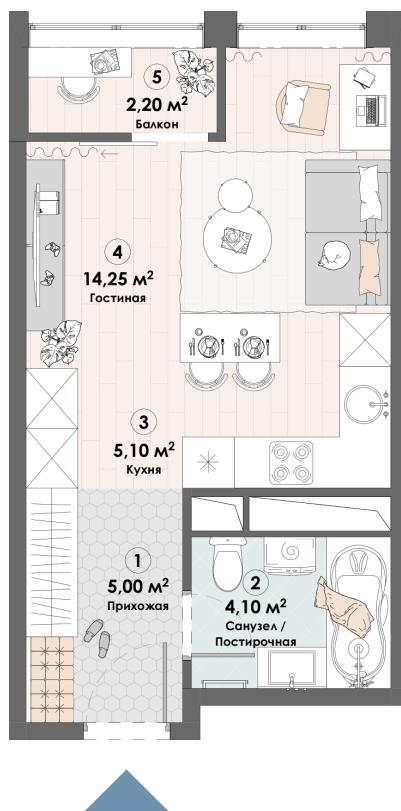 5
2,20 м²
Балкон
4
14,25 м²
Гостиная
3
5,10 м²
Кухня
1
5,00 м²
Прихожая
2
4,10 м²
Санузел /
Постирочная